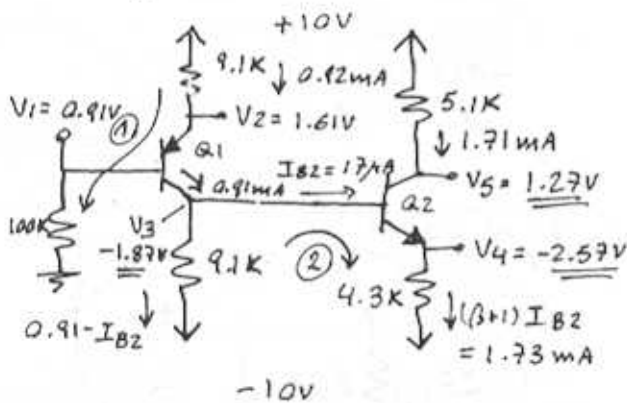 +10V
9.1K
0.92mA
5.1K
V1=0.91V
①
V2=1.61V
1.71mA
Q1
IB2=17μA
V5=1.27V
0.91mA
Q2
100K
V3
-1.87V
9.1K
②
V4=-2.57V
4.3K
0.91-IB2
(β+1) IB2
= 1.73 mA
-10V